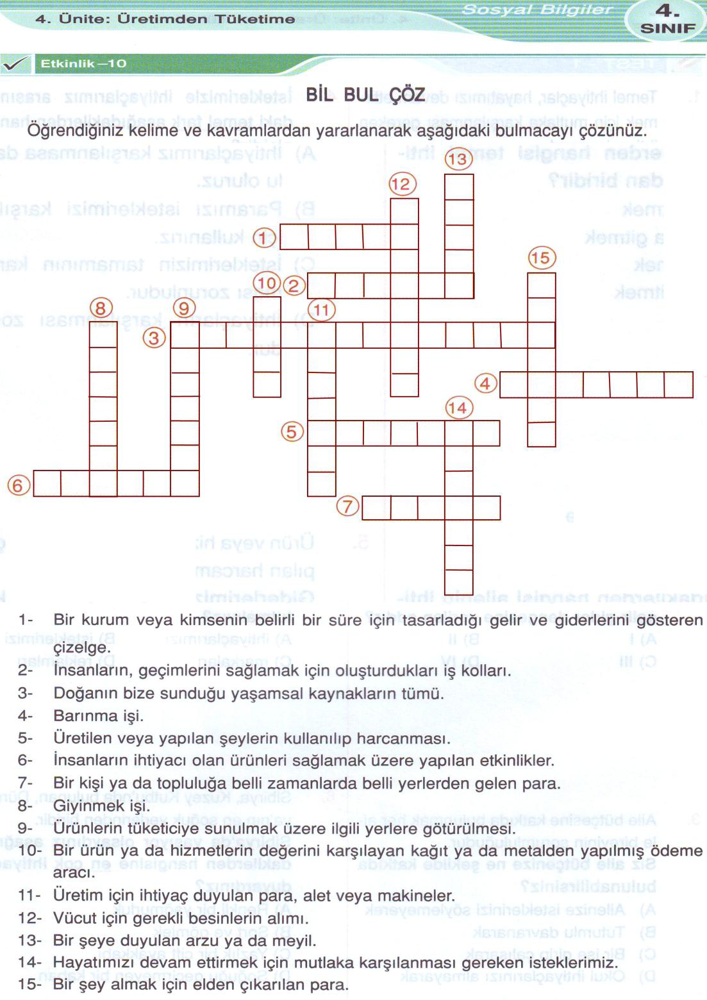 Sosyal Bilgiler
4.
SINIF
4. Ünite: Üretimden Tüketime
Etkinlik–10
BİL BUL ÇÖZ
Öğrendiğiniz kelime ve kavramlardan yararlanarak aşağıdaki bulmacayı çözünüz.
13
12
1
15
10
2
8
9
11
3
4
14
5
6
7
1- Bir kurum veya kimsenin belirli bir süre için tasarladığı gelir ve giderlerini gösteren
çizelge.
2- İnsanların, geçimlerini sağlamak için oluşturdukları iş kolları.
3- Doğanın bize sunduğu yaşamsal kaynakların tümü.
4- Barınma işi.
5- Üretilen veya yapılan şeylerin kullanılıp harcanması.
6- İnsanların ihtiyacı olan ürünleri sağlamak üzere yapılan etkinlikler.
7- Bir kişi ya da topluluğa belli zamanlarda belli yerlerden gelen para.
8- Giyinmek işi.
9- Ürünlerin tüketiciye sunulmak üzere ilgili yerlere götürülmesi.
10- Bir ürün ya da hizmetlerin değerini karşılayan kağıt ya da metalden yapılmış ödeme
aracı.
11- Üretim için ihtiyaç duyulan para, alet veya makineler.
12- Vücut için gerekli besinlerin alımı.
13- Bir şeye duyulan arzu ya da meyil.
14- Hayatımızı devam ettirmek için mutlaka karşılanması gereken isteklerimiz.
15- Bir şey almak için elden çıkarılan para.